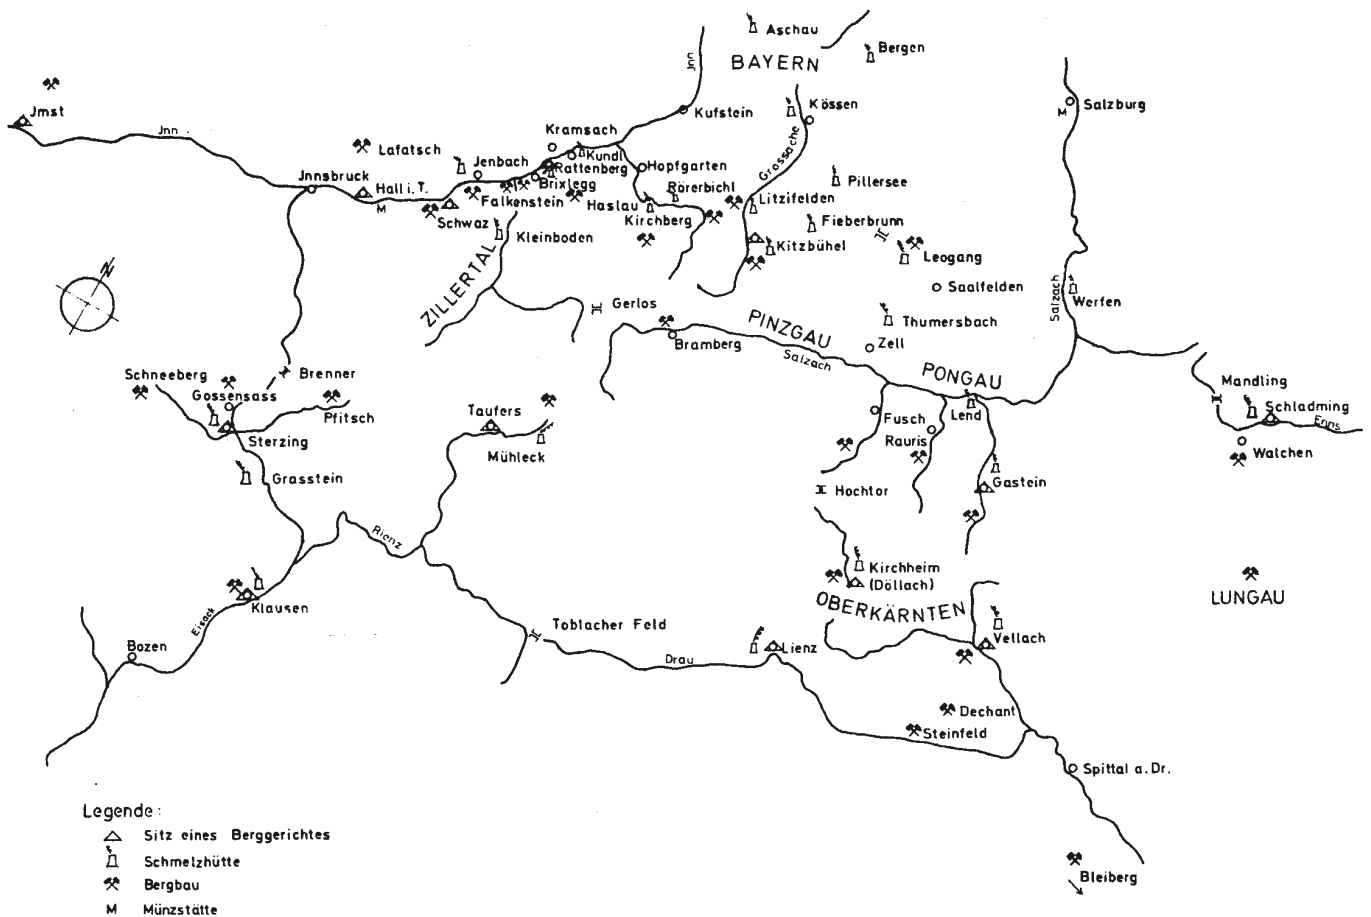 Aschau
Bergen
BAYERN
Jnn
Jmst
Jnn
Kufstein
Kössen
Salzburg
M
Kramsach
Lafatsch
Jenbach
Kundl
Rattenberg
Hopfgarten
Grossache
Jnnsbruck
Hall i. T.
M
Brixlegg
Rörerbichl
Pillersee
Falkenstein
Haslau
Litzifelden
Schwaz
Kirchberg
Fieberbrunn
Kleinboden
Kitzbühel
Leogang
N
ZILLERTAL
Saalfelden
Salzach
Werfen
Gerlos
PINZGAU
Thumersbach
Bramberg
Salzach
Zell
Schneeberg
Brenner
PONGAU
Mandling
Gossensass
Pfitsch
Taufers
Fusch
Lend
Schladming
Enns
Sterzing
Mühleck
Rauris
Walchen
Grasstein
Hochtor
Gastein
Rienz
Kirchheim
(Döllach)
OBERKÄRNTEN
LUNGAU
Klausen
Eisack
Toblacher Feld
Vellach
Bozen
Drau
Lienz
Dechant
Steinfeld
Spittal a. Dr.
Bleiberg
Legende :
Sitz eines Berggerichtes
Schmelzhütte
Bergbau
M Münzstätte